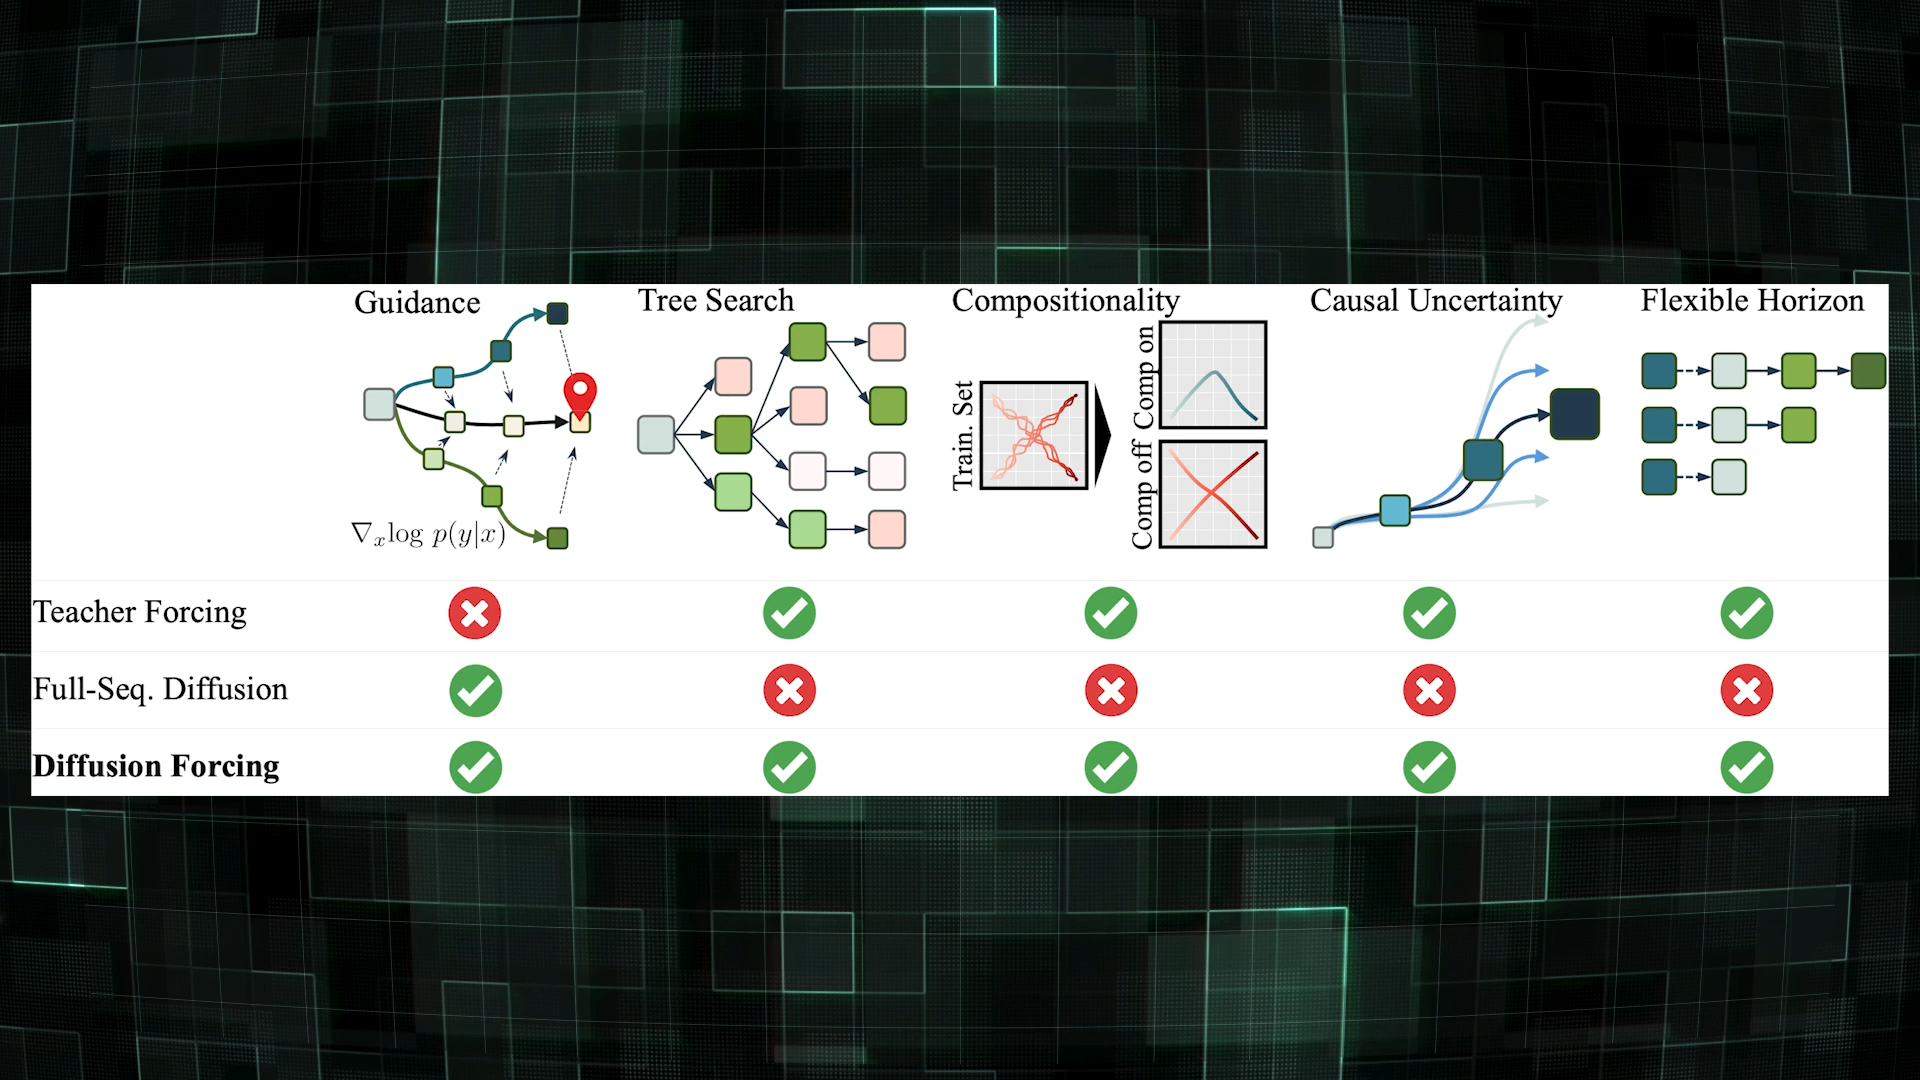 Guidance
Tree Search
Compositionality
Causal Uncertainty
Flexible Horizon
Train. Set
Comp on
Comp off
∇ₓlog p(y|x)
Teacher Forcing
Full-Seq. Diffusion
Diffusion Forcing